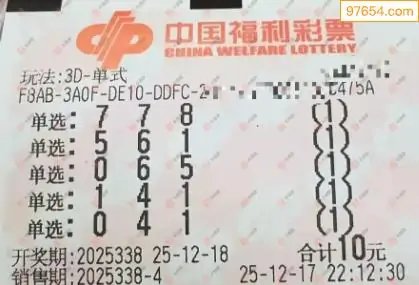 97654.com
中国福利彩票
CHINA WELFARE LOTTERY
玩法:3D-单式
F8AB-3A0F-DE10-DDFC-2
475A
单选: 7 7 8 (1)
单选: 5 6 1 (1)
单选: 0 6 5 (1)
单选: 1 4 1 (1)
单选: 0 4 1 (1)
开奖期:2025338 25-12-18 合计10元
销售期:2025338-4 25-12-17 22:12:30